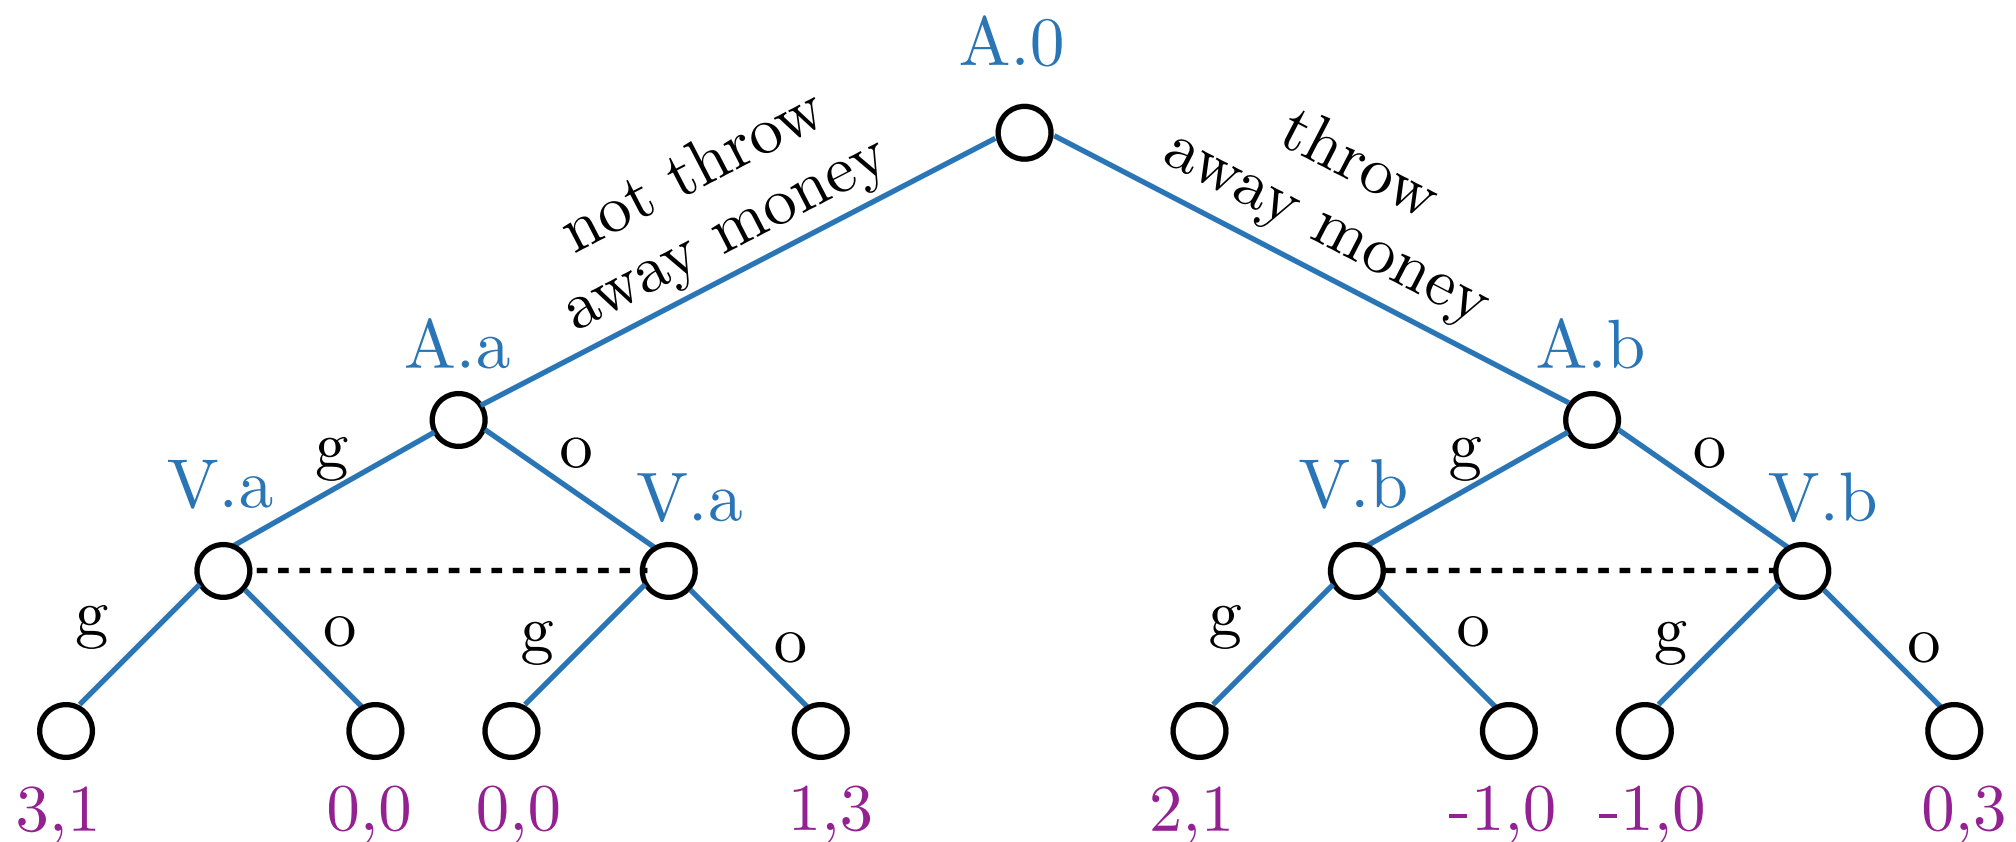 A.0
not throw
away money
throw
away money
A.a
A.b
g
o
g
o
V.a
V.a
V.b
V.b
g
o
g
o
g
o
g
o
3,1
0,0
0,0
1,3
2,1
-1,0
-1,0
0,3